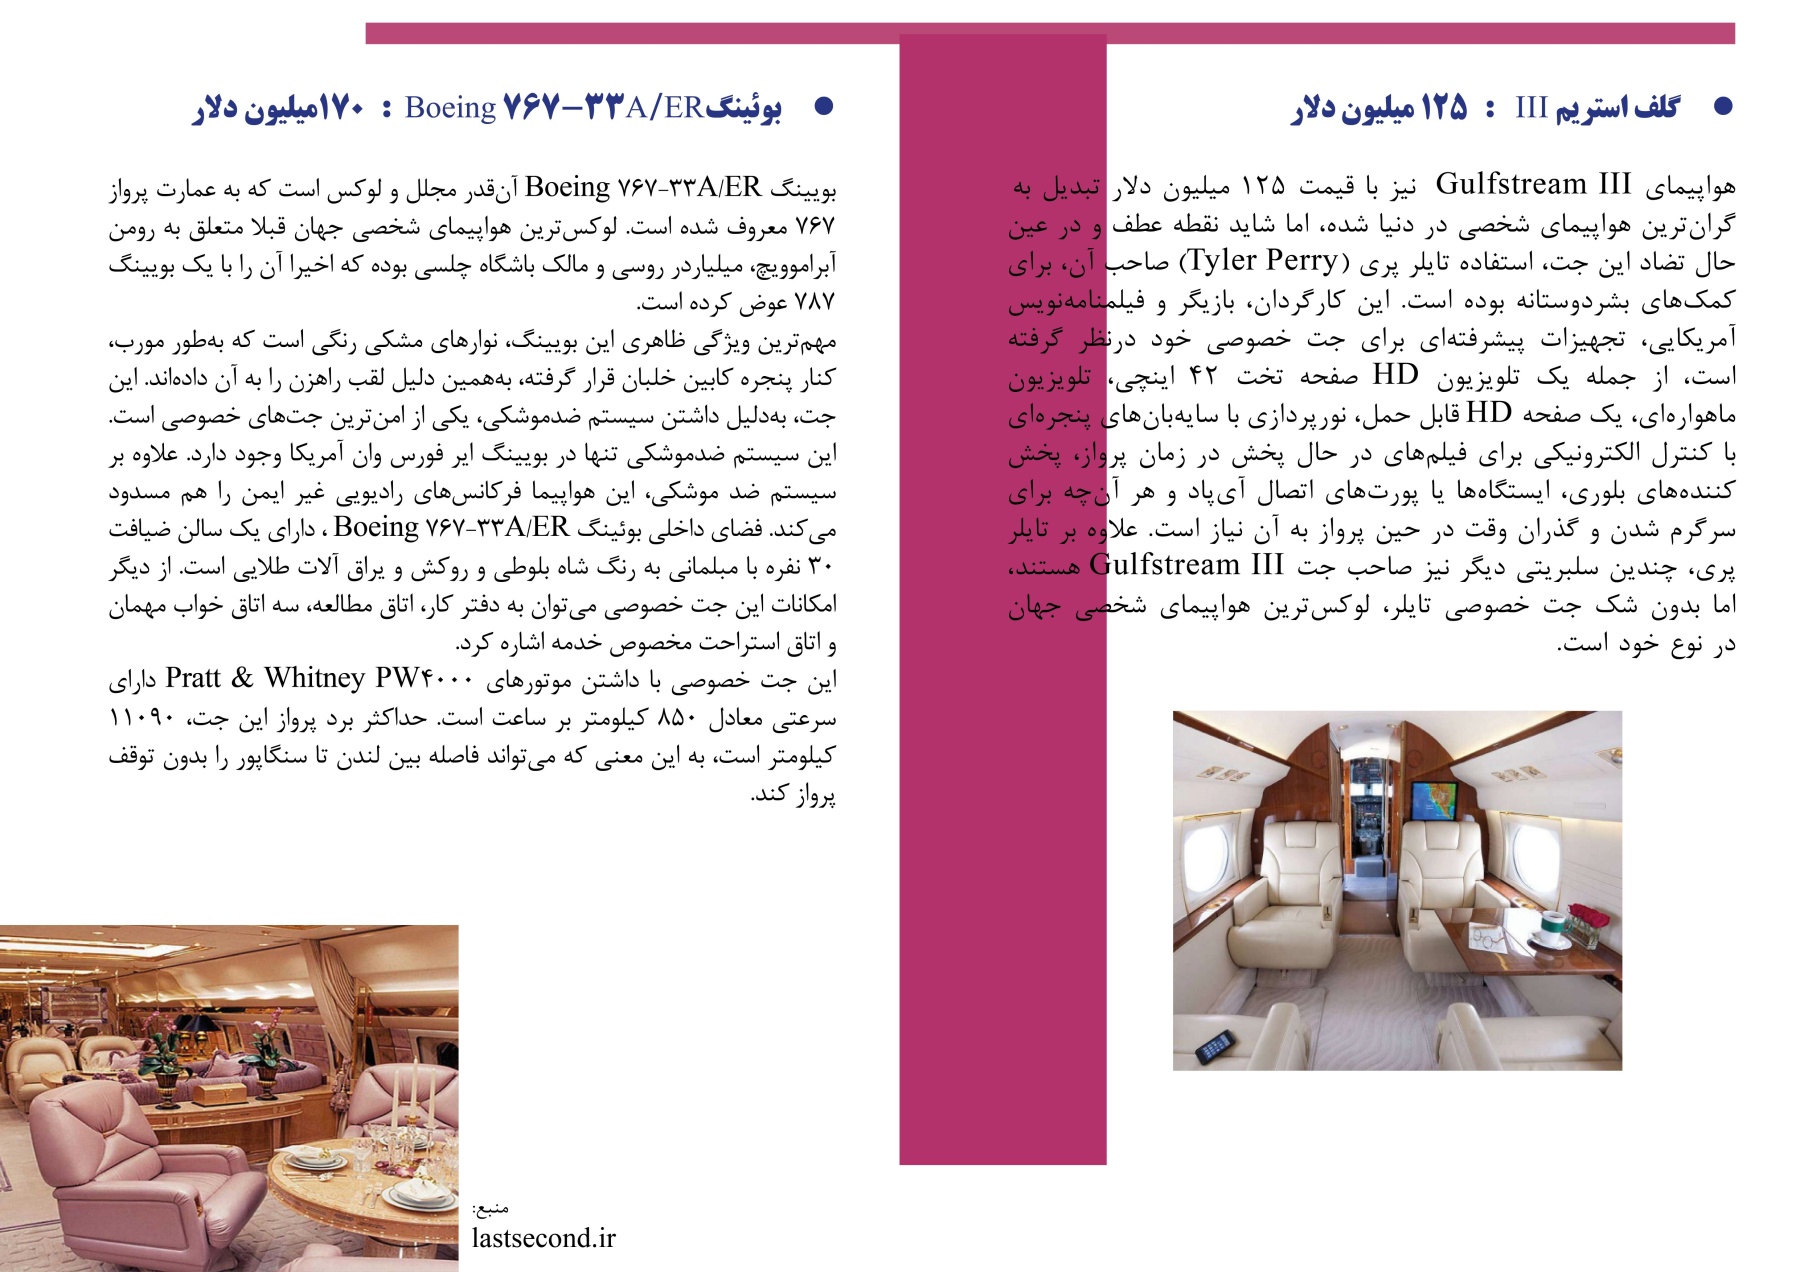 ● گلف استریم III : ۱۲۵ میلیون دلار
هواپیمای Gulfstream III نیز با قیمت ۱۲۵ میلیون دلار تبدیل به
گران‌ترین هواپیمای شخصی در دنیا شده، اما شاید نقطه عطف و در عین
حال تضاد این جت، استفاده تایلر پری (Tyler Perry) صاحب آن، برای
کمک‌های بشردوستانه بوده است. این کارگردان، بازیگر و فیلمنامه‌نویس
آمریکایی، تجهیزات پیشرفته‌ای برای جت خصوصی خود درنظر گرفته
است، از جمله یک تلویزیون HD صفحه تخت ۴۲ اینچی، تلویزیون
ماهواره‌ای، یک صفحه HD قابل حمل، نورپردازی با سایه‌بان‌های پنجره‌ای
با کنترل الکترونیکی برای فیلم‌های در حال پخش در زمان پرواز، پخش
کننده‌های بلوری، ایستگاه‌ها یا پورت‌های اتصال آی‌پاد و هر آن‌چه برای
سرگرم شدن و گذران وقت در حین پرواز به آن نیاز است. علاوه بر تایلر
پری، چندین سلبریتی دیگر نیز صاحب جت Gulfstream III هستند،
اما بدون شک جت خصوصی تایلر، لوکس‌ترین هواپیمای شخصی جهان
در نوع خود است.
● بوئینگBoeing ۷۶۷-۳۳A/ER : ۱۷۰میلیون دلار
بویینگ Boeing ۷۶۷-۳۳A/ER آن‌قدر مجلل و لوکس است که به عمارت پرواز
۷۶۷ معروف شده است. لوکس‌ترین هواپیمای شخصی جهان قبلا متعلق به رومن
آبراموویچ، میلیاردر روسی و مالک باشگاه چلسی بوده که اخیرا آن را با یک بویینگ
۷۸۷ عوض کرده است.
مهم‌ترین ویژگی ظاهری این بویینگ، نوارهای مشکی رنگی است که به‌طور مورب،
کنار پنجره کابین خلبان قرار گرفته، به‌همین دلیل لقب راهزن را به آن داده‌اند. این
جت، به‌دلیل داشتن سیستم ضدموشکی، یکی از امن‌ترین جت‌های خصوصی است.
این سیستم ضدموشکی تنها در بویینگ ایر فورس وان آمریکا وجود دارد. علاوه بر
سیستم ضد موشکی، این هواپیما فرکانس‌های رادیویی غیر ایمن را هم مسدود
می‌کند. فضای داخلی بوئینگ Boeing ۷۶۷-۳۳A/ER ، دارای یک سالن ضیافت
۳۰ نفره با مبلمانی به رنگ شاه بلوطی و روکش و یراق آلات طلایی است. از دیگر
امکانات این جت خصوصی می‌توان به دفتر کار، اتاق مطالعه، سه اتاق خواب مهمان
و اتاق استراحت مخصوص خدمه اشاره کرد.
این جت خصوصی با داشتن موتورهای Pratt & Whitney PW۴۰۰۰ دارای
سرعتی معادل ۸۵۰ کیلومتر بر ساعت است. حداکثر برد پرواز این جت، ۱۱۰۹۰
کیلومتر است، به این معنی که می‌تواند فاصله بین لندن تا سنگاپور را بدون توقف
پرواز کند.
منبع:
lastsecond.ir